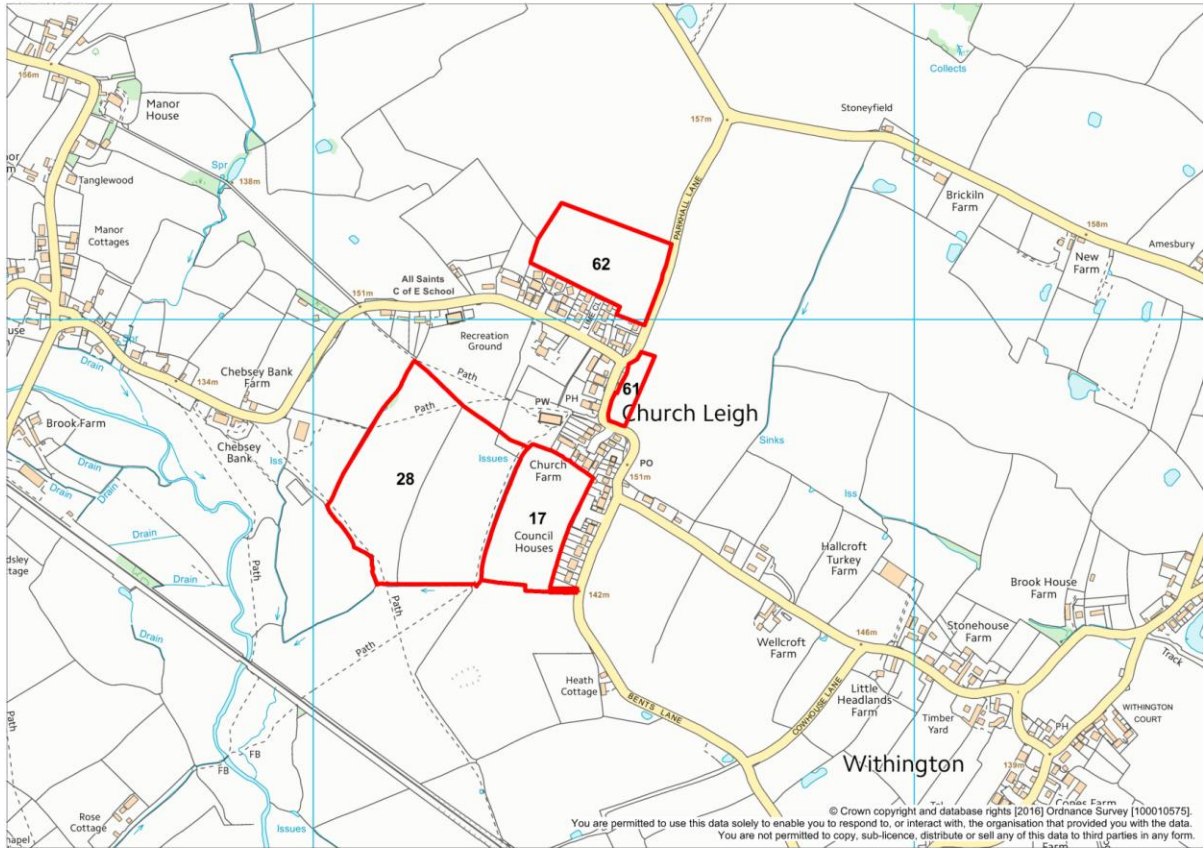 Collects
156m
Manor
House
157m
Stoneyfield
Spr
138m
Tanglewood
PARKHALL LANE
Brickiln
Farm
Manor
Cottages
158m
Amesbury
New
Farm
62
All Saints
C of E School
151m
LIME CL
Recreation
Ground
Spr
Drain
134m
Chebsey Bank
Farm
Path
Path
PW
PH
61
Church Leigh
Brook Farm
Chebsey
Bank
Iss
Drain
Drain
Drain
Drain
Issues
Church
Farm
PO
151m
Sinks
28
17
Council
Houses
Iss
Path
Hallcroft
Turkey
Farm
Brook House
Farm
Drain
142m
Path
Path
Drain
Wellcroft
Farm
146m
Stonehouse
Farm
Track
Heath
Cottage
BENTS LANE
COWHOUSE LANE
Little
Headlands
Farm
Timber
Yard
WITHINGTON
COURT
PH
Path
FB
FB
Withington
139m
Rose
Cottage
Issues
© Crown copyright and database rights [2016] Ordnance Survey [100010575].
You are permitted to use this data solely to enable you to respond to, or interact with, the organisation that provided you with the data.
You are not permitted to copy, sub-licence, distribute or sell any of this data to third parties in any form.